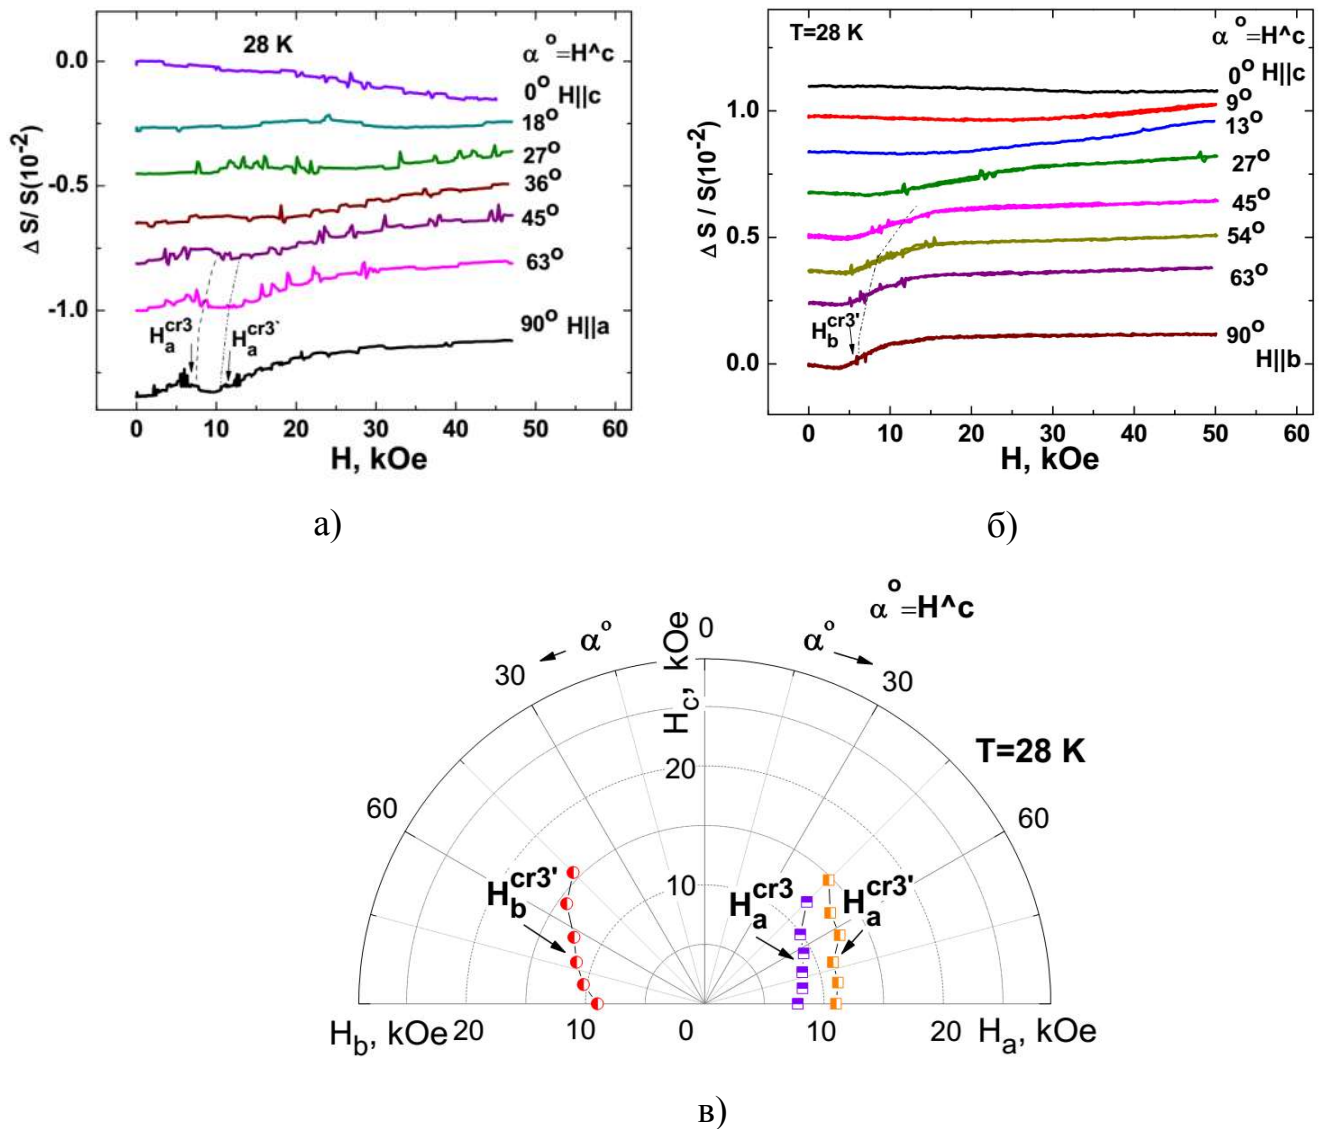 28 K
α°=H^c
0° H||c
18°
27°
36°
45°
63°
90° H||a
H_a^cr3
H_a^cr3`
0.0
-0.5
-1.0
Δ S/ S(10^-2)
0 10 20 30 40 50 60
H, kOe
а)
T=28 K
α°=H^c
0° H||c
9°
13°
27°
45°
54°
63°
90°
H||b
H_b^cr3'
1.0
0.5
0.0
Δ S / S(10^-2)
0 10 20 30 40 50 60
H, kOe
б)
α°=H^c
0
α° α°
30 30
60 60
T=28 K
H_c, kOe
20
10
H_b^cr3'
H_a^cr3
H_a^cr3'
H_b, kOe 20 10 0 10 20 H_a, kOe
в)